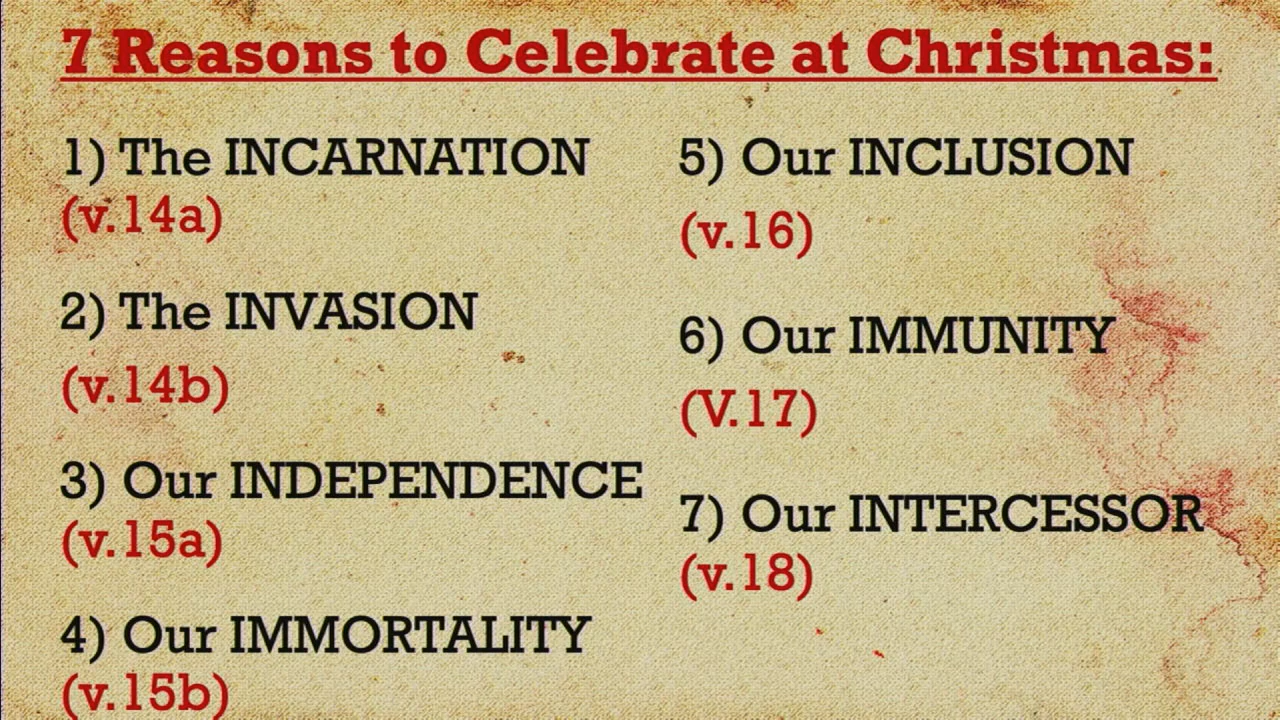 7 Reasons to Celebrate at Christmas:
1) The INCARNATION
(v.14a)
2) The INVASION
(v.14b)
3) Our INDEPENDENCE
(v.15a)
4) Our IMMORTALITY
(v.15b)
5) Our INCLUSION
(v.16)
6) Our IMMUNITY
(V.17)
7) Our INTERCESSOR
(v.18)